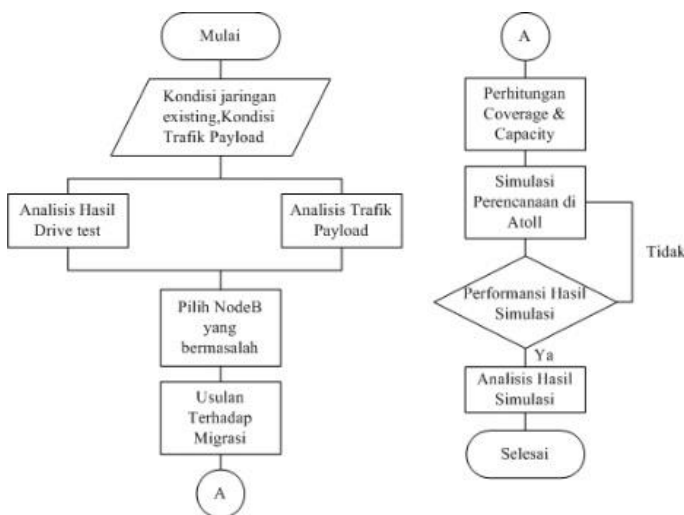 Mulai
Kondisi jaringan
existing,Kondisi
Trafik Payload
Analisis Hasil
Drive test
Analisis Trafik
Payload
Pilih NodeB
yang
bermasalah
Usulan
Terhadap
Migrasi
A
A
Perhitungan
Coverage &
Capacity
Simulasi
Perencanaan di
Atoll
Tidak
Performansi Hasil
Simulasi
Ya
Analisis Hasil
Simulasi
Selesai